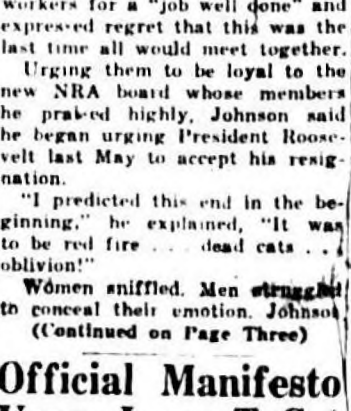 workers for a "job well done" and
expressed regret that this was the
last time all would meet together.
Urging them to be loyal to the
new NRA board whose members
he praised highly, Johnson said
he began urging President Roose-
velt last May to accept his resig-
nation.
"I predicted this end in the be-
ginning," he explained, "It was
to be red fire . . . dead cats . . .
oblivion!"
Women sniffled. Men struggled
to conceal their emotion. Johnson
(Continued on Page Three)
Official Manifesto